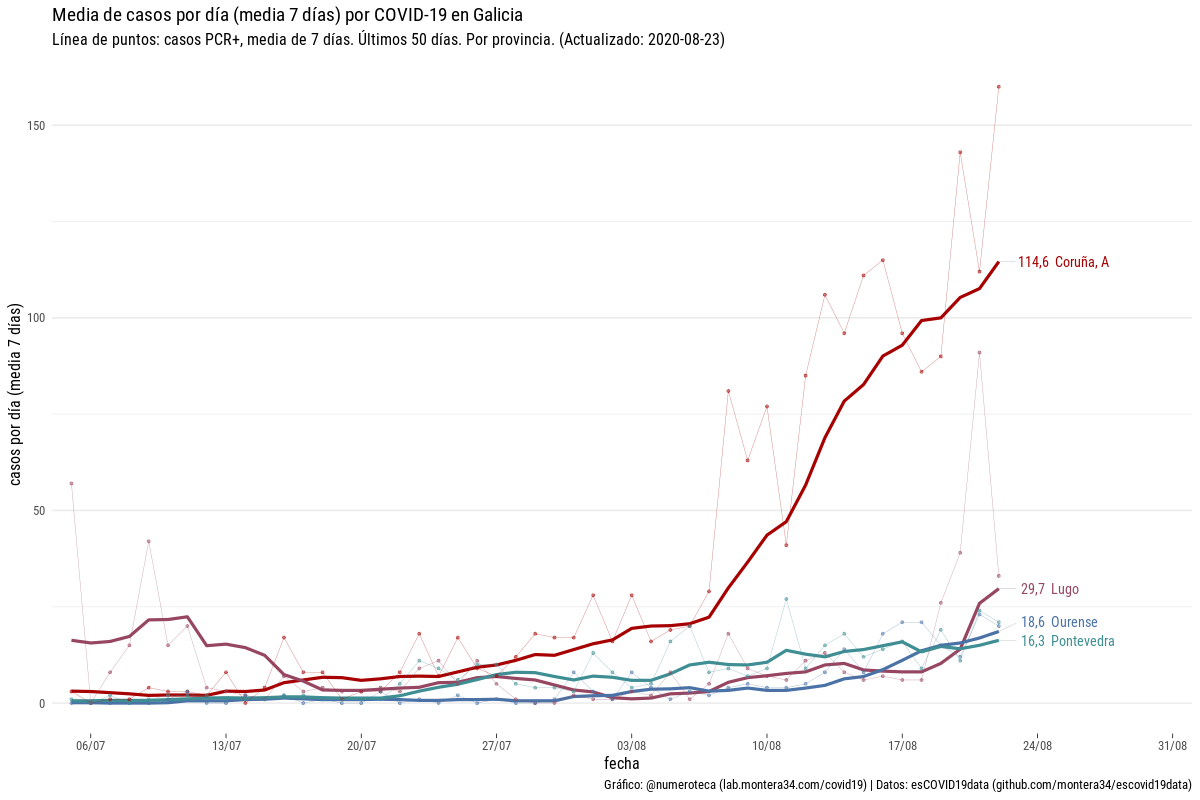 Media de casos por día (media 7 días) por COVID-19 en Galicia
Línea de puntos: casos PCR+, media de 7 días. Últimos 50 días. Por provincia. (Actualizado: 2020-08-23)
casos por día (media 7 días)
150
100
50
0
114,6 Coruña, A
29,7 Lugo
18,6 Ourense
16,3 Pontevedra
06/07 13/07 20/07 27/07 03/08 10/08 17/08 24/08 31/08
fecha
Gráfico: @numeroteca (lab.montera34.com/covid19) | Datos: esCOVID19data (github.com/montera34/escovid19data)